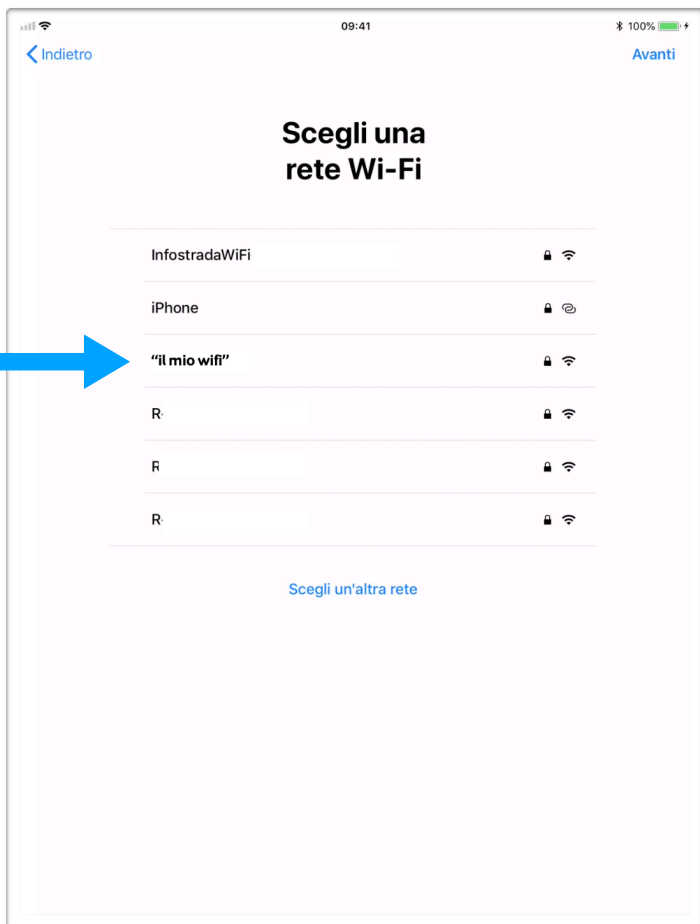 09:41
100%
Indietro
Avanti
Scegli una
rete Wi-Fi
InfostradaWiFi
iPhone
“il mio wifi”
R
R
R
Scegli un'altra rete